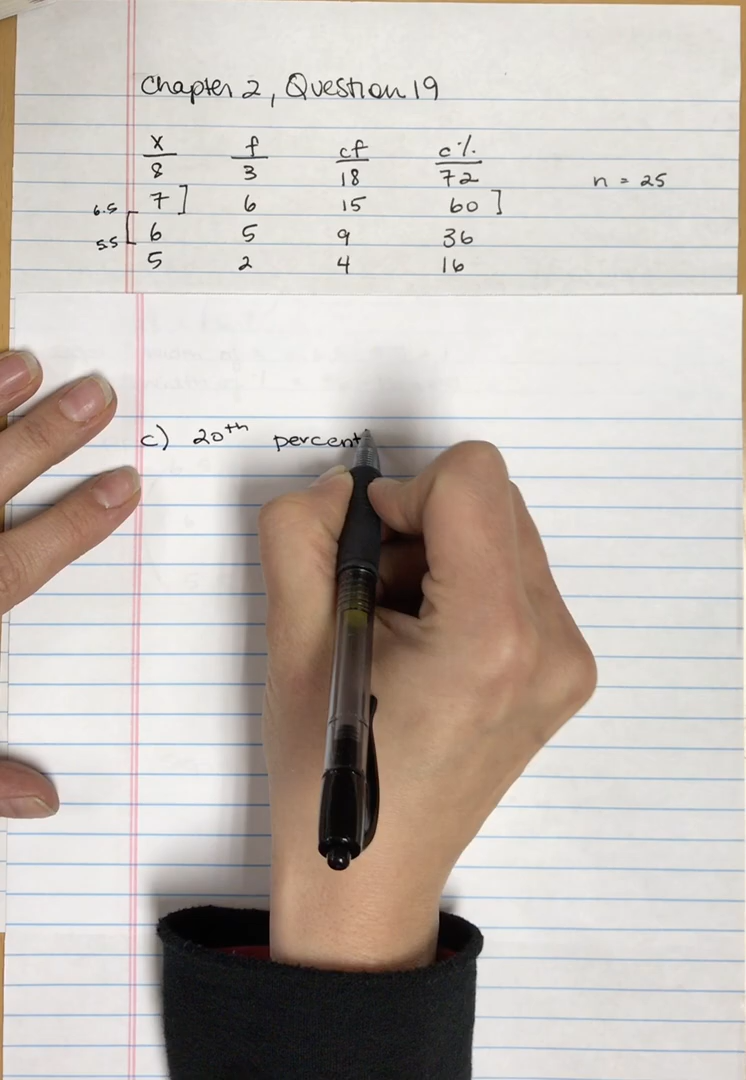 Chapter 2, Question 19
X f cf c%
8 3 18 72 n = 25
6.5 7 ] 6 15 60 ]
5.5 [ 6 5 9 36
5 2 4 16
c) 20th percent